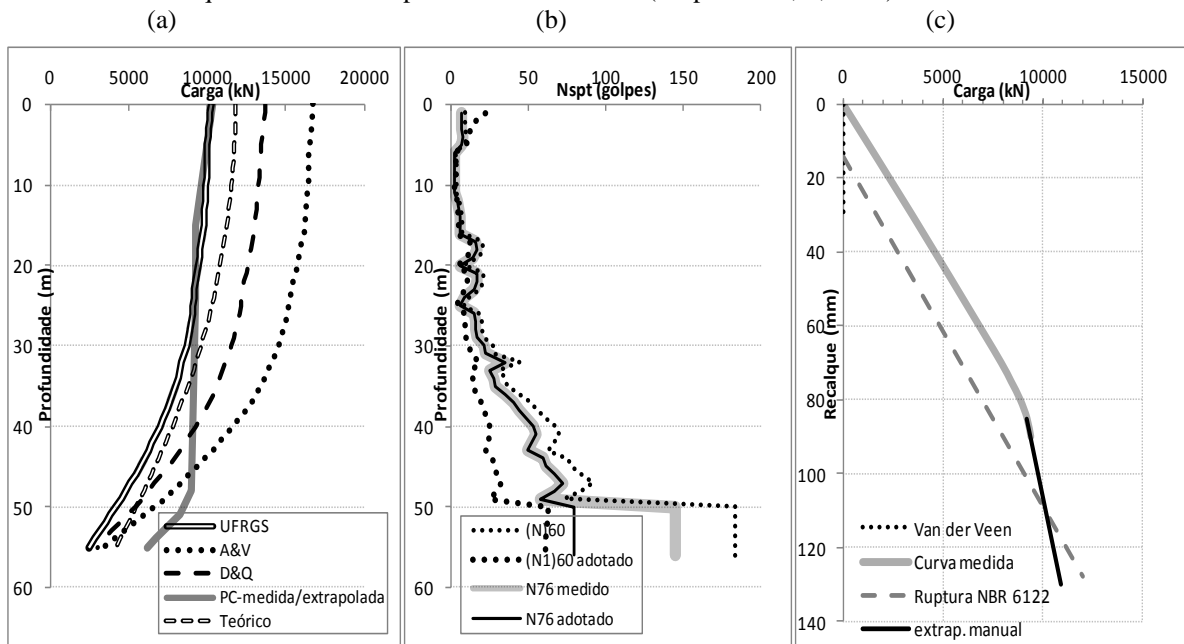 (a)
(b)
(c)
0 5000 10000 15000 20000
Carga (kN)
Profundidade (m)
0
10
20
30
40
50
60
UFRGS
A&V
D&Q
PC-medida/extrapolada
Teórico
0 50 100 150 200
Nspt (golpes)
Profundidade (m)
0
10
20
30
40
50
60
(N)60
(N1)60 adotado
N76 medido
N76 adotado
0 5000 10000 15000
Carga (kN)
Recalque (mm)
0
20
40
60
80
100
120
140
Van der Veen
Curva medida
Ruptura NBR 6122
extrap. manual